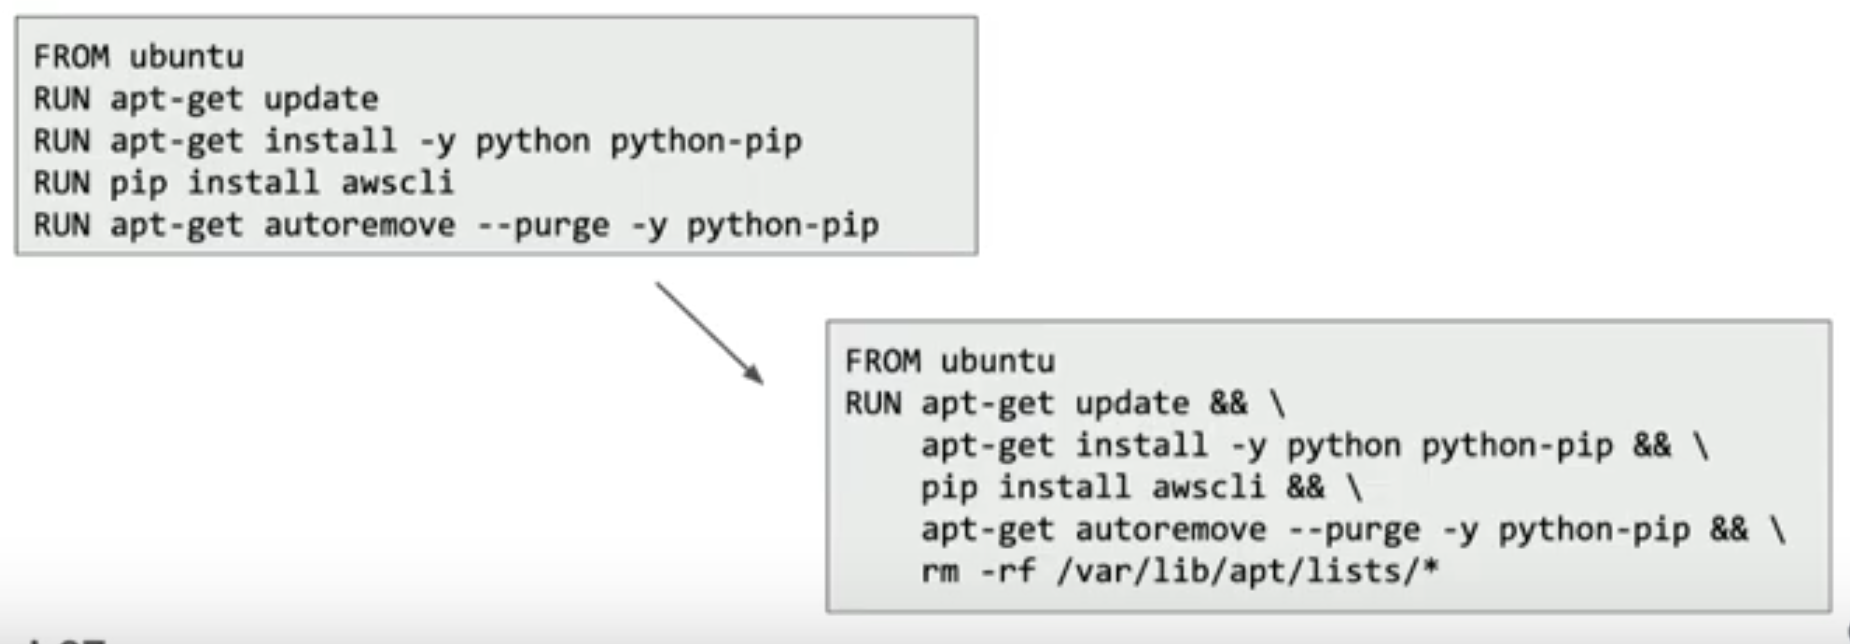 FROM ubuntu
RUN apt-get update
RUN apt-get install -y python python-pip
RUN pip install awscli
RUN apt-get autoremove --purge -y python-pip
FROM ubuntu
RUN apt-get update && \
    apt-get install -y python python-pip && \
    pip install awscli && \
    apt-get autoremove --purge -y python-pip && \
    rm -rf /var/lib/apt/lists/*